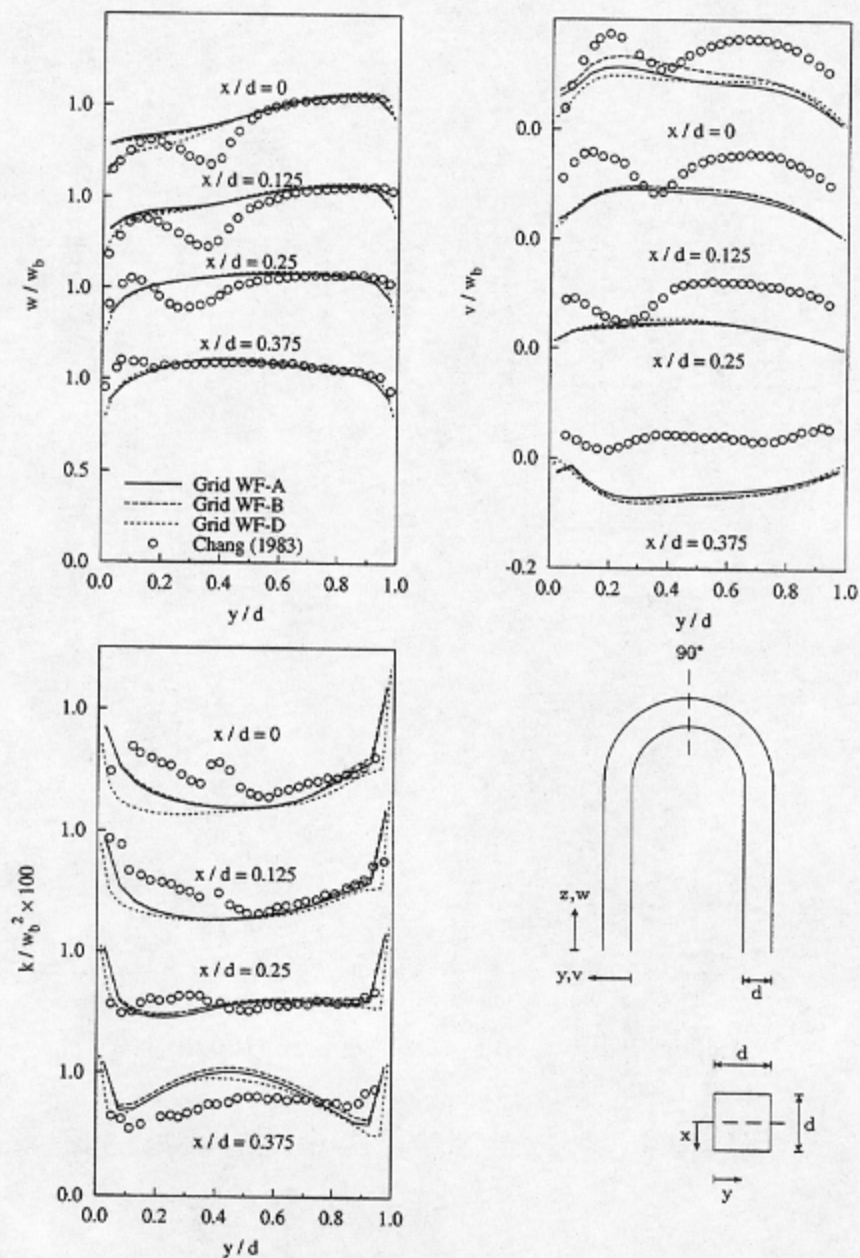 1.0
1.0
1.0
1.0
0.5
0.0
w / w_b
x / d = 0
x / d = 0.125
x / d = 0.25
x / d = 0.375
Grid WF-A
Grid WF-B
Grid WF-D
Chang (1983)
0.0 0.2 0.4 0.6 0.8 1.0
y / d
0.0
0.0
0.0
0.0
-0.2
v / w_b
x / d = 0
x / d = 0.125
x / d = 0.25
x / d = 0.375
0.0 0.2 0.4 0.6 0.8 1.0
y / d
1.0
1.0
1.0
1.0
0.0
k / w_b^2 × 100
x / d = 0
x / d = 0.125
x / d = 0.25
x / d = 0.375
0.0 0.2 0.4 0.6 0.8 1.0
y / d
90°
z,w
y,v
d
d
x
d
y